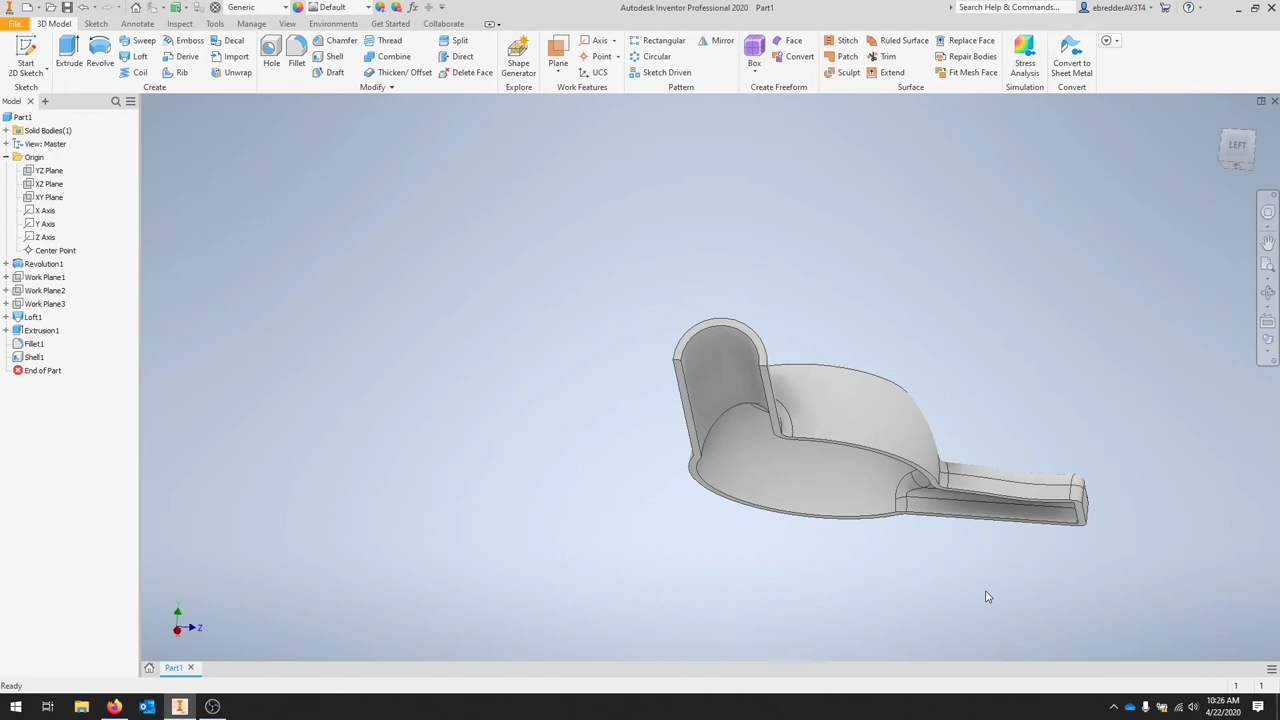 Generic
Default
Autodesk Inventor Professional 2020 Part1
Search Help & Commands...
ebredderAV3T4
File
3D Model
Sketch
Annotate
Inspect
Tools
Manage
View
Environments
Get Started
Collaborate
Start
2D Sketch
Sketch
Extrude
Revolve
Sweep
Emboss
Decal
Loft
Derive
Import
Coil
Rib
Unwrap
Create
Hole
Fillet
Chamfer
Thread
Split
Shell
Combine
Direct
Draft
Thicken/ Offset
Delete Face
Modify
Shape
Generator
Explore
Plane
Axis
Point
UCS
Work Features
Rectangular
Mirror
Circular
Sketch Driven
Pattern
Box
Face
Convert
Create Freeform
Stitch
Ruled Surface
Replace Face
Patch
Trim
Repair Bodies
Sculpt
Extend
Fit Mesh Face
Surface
Stress
Analysis
Simulation
Convert to
Sheet Metal
Convert
Model
Part1
Solid Bodies(1)
View: Master
Origin
YZ Plane
XZ Plane
XY Plane
X Axis
Y Axis
Z Axis
Center Point
Revolution1
Work Plane1
Work Plane2
Work Plane3
Loft1
Extrusion1
Fillet1
Shell1
End of Part
LEFT
Y
Z
Part1
Ready
1
1
10:26 AM
4/22/2020